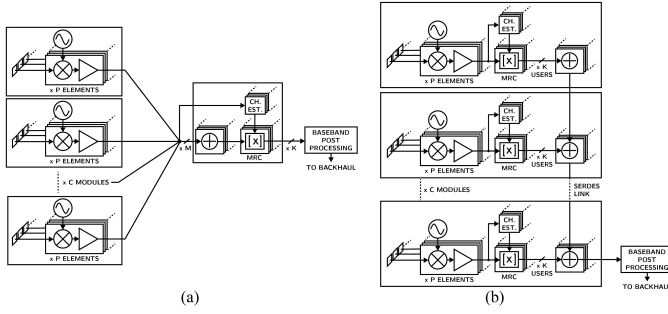 x P ELEMENTS
x P ELEMENTS
x C MODULES
x P ELEMENTS
x M
CH.
EST.
[X]
MRC
x K
BASEBAND
POST
PROCESSING
TO BACKHAUL
(a)
CH.
EST.
[X]
x P ELEMENTS
MRC
x K
USERS
CH.
EST.
[X]
x P ELEMENTS
MRC
x K
USERS
x C MODULES
SERDES
LINK
CH.
EST.
[X]
x P ELEMENTS
MRC
x K
USERS
BASEBAND
POST
PROCESSING
TO BACKHAUL
(b)